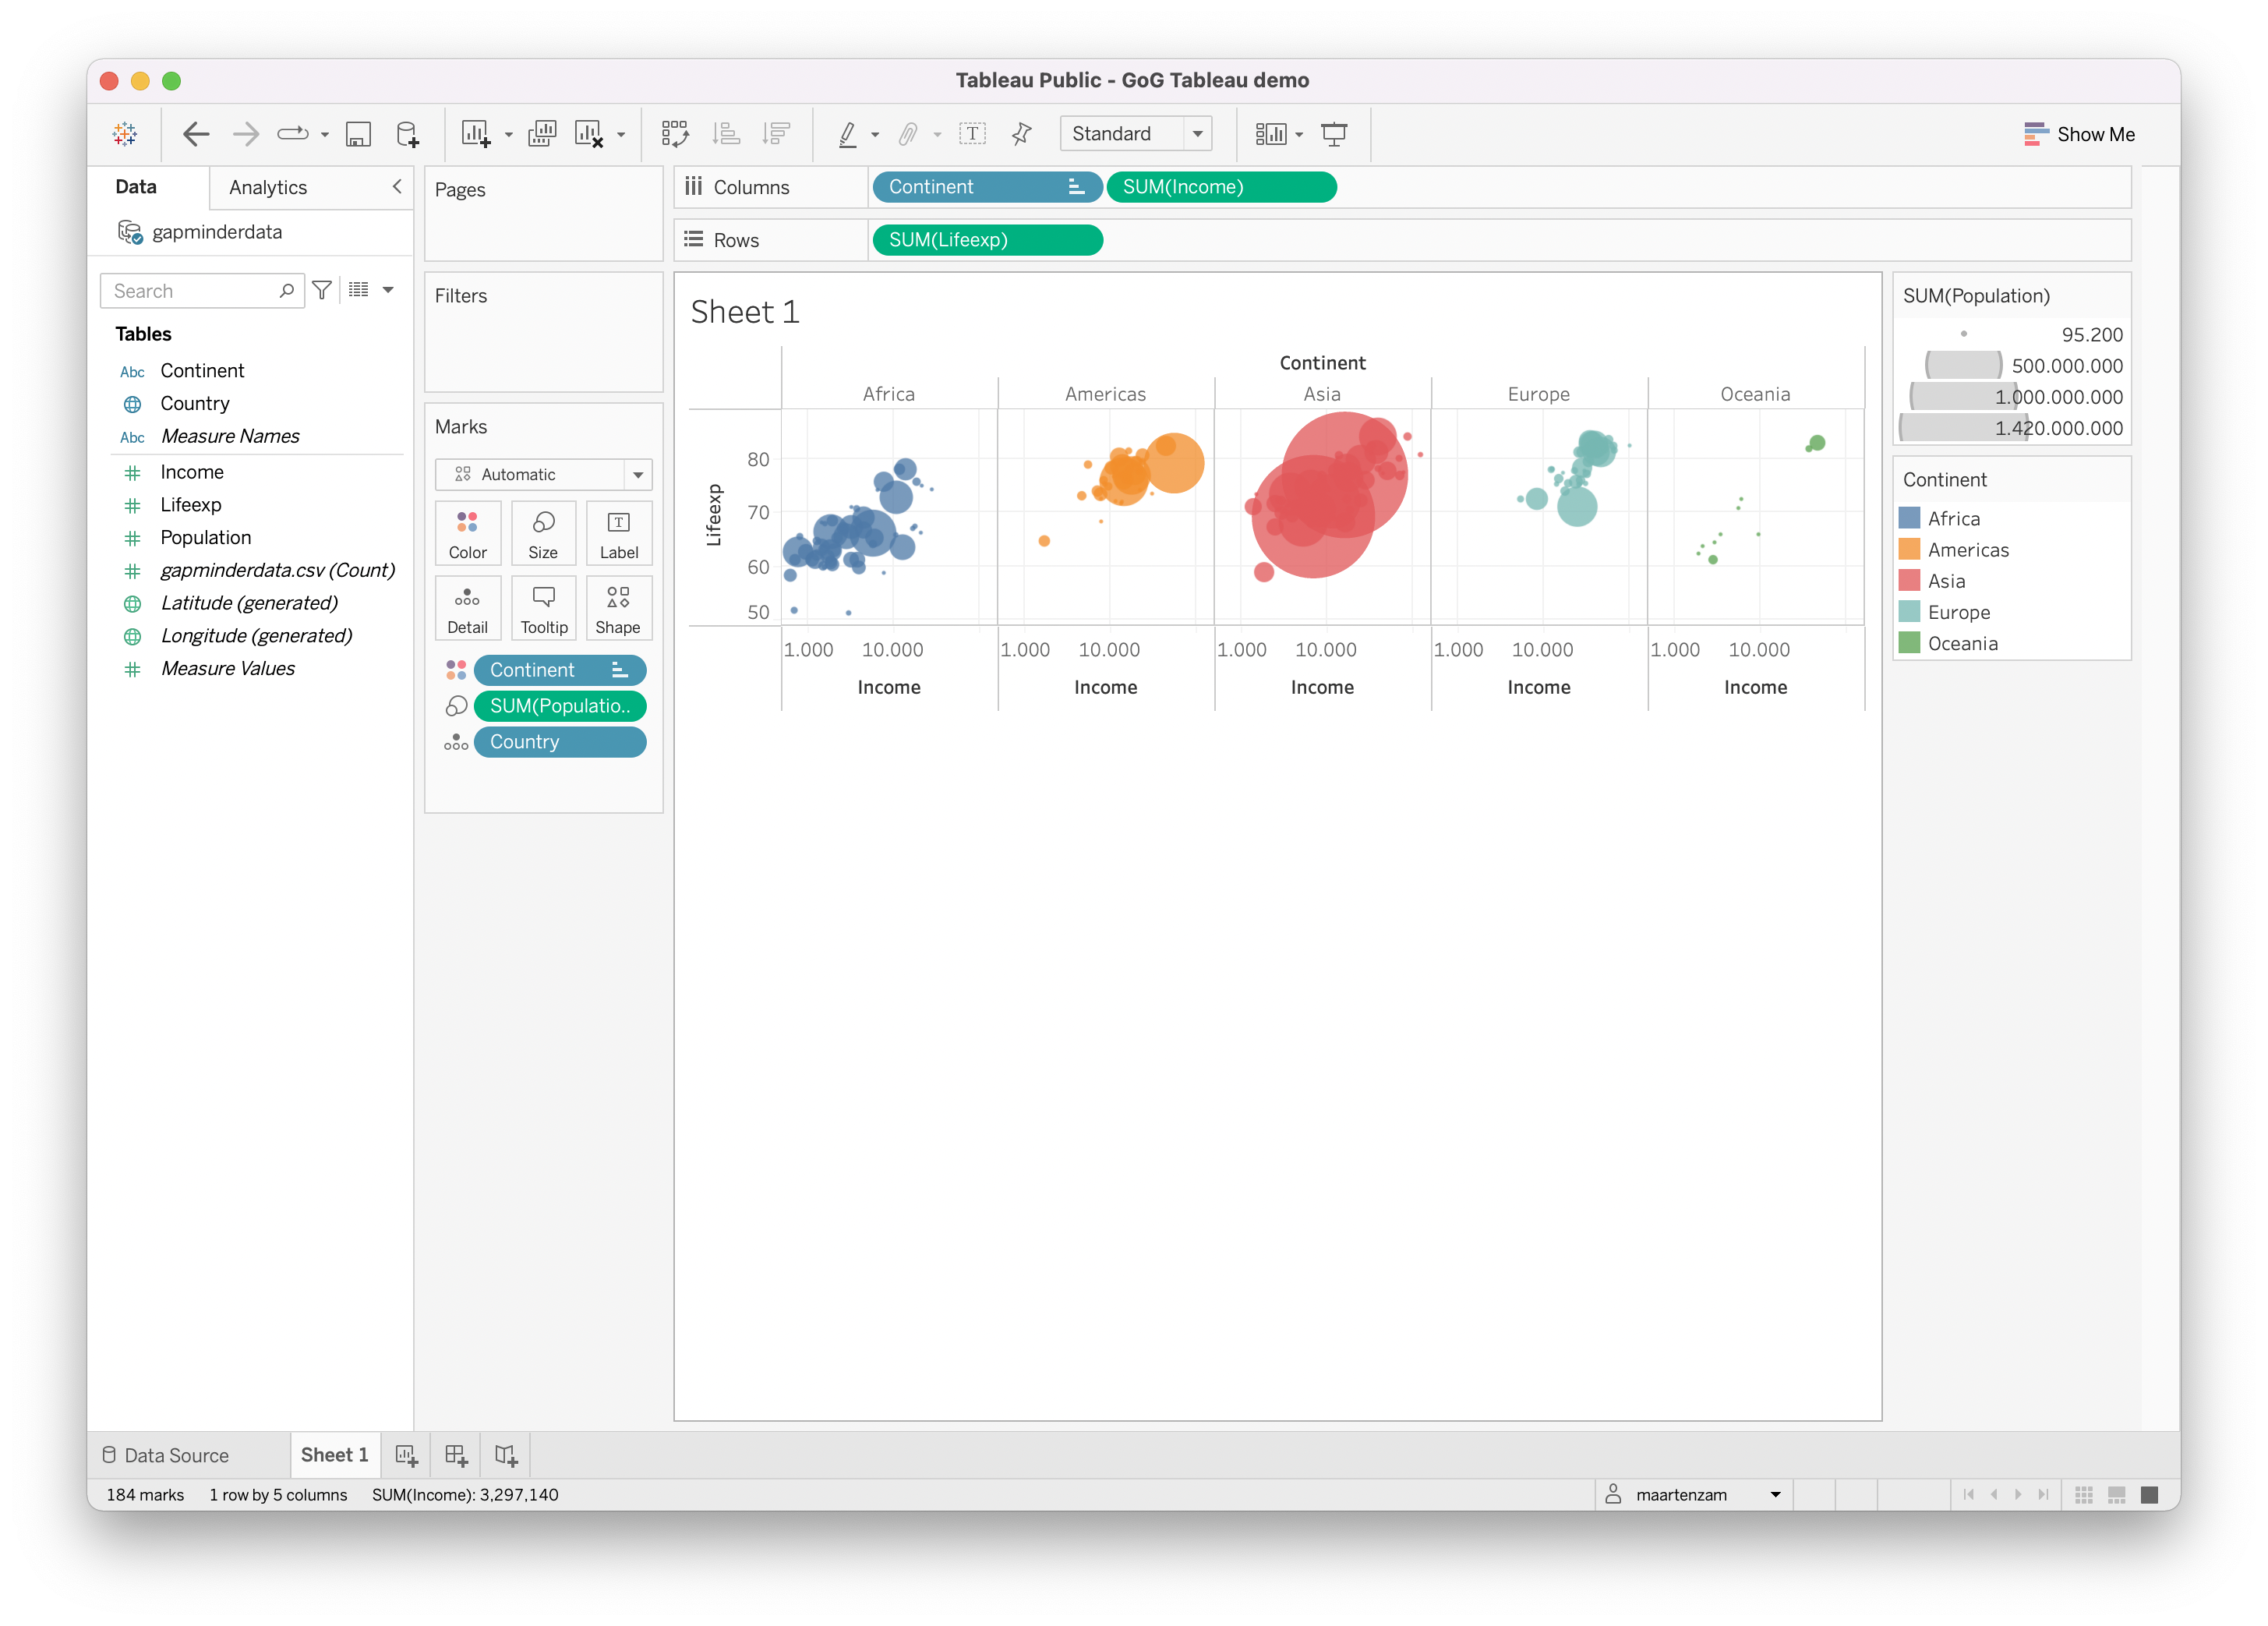 Tableau Public - GoG Tableau demo
Standard
Show Me
Data
Analytics
gapminderdata
Search
Tables
Abc Continent
Country
Abc Measure Names
Income
Lifeexp
Population
gapminderdata.csv (Count)
Latitude (generated)
Longitude (generated)
Measure Values
Pages
Filters
Marks
Automatic
Color
Size
T
Label
Detail
Tooltip
Shape
Continent
SUM(Populatio..
Country
Columns
Continent
SUM(Income)
Rows
SUM(Lifeexp)
Sheet 1
Continent
Africa
Americas
Asia
Europe
Oceania
Lifeexp
80
70
60
50
1.000 10.000
1.000 10.000
1.000 10.000
1.000 10.000
1.000 10.000
Income
Income
Income
Income
Income
SUM(Population)
95.200
500.000.000
1.000.000.000
1.420.000.000
Continent
Africa
Americas
Asia
Europe
Oceania
Data Source
Sheet 1
184 marks
1 row by 5 columns
SUM(Income): 3,297,140
maartenzam